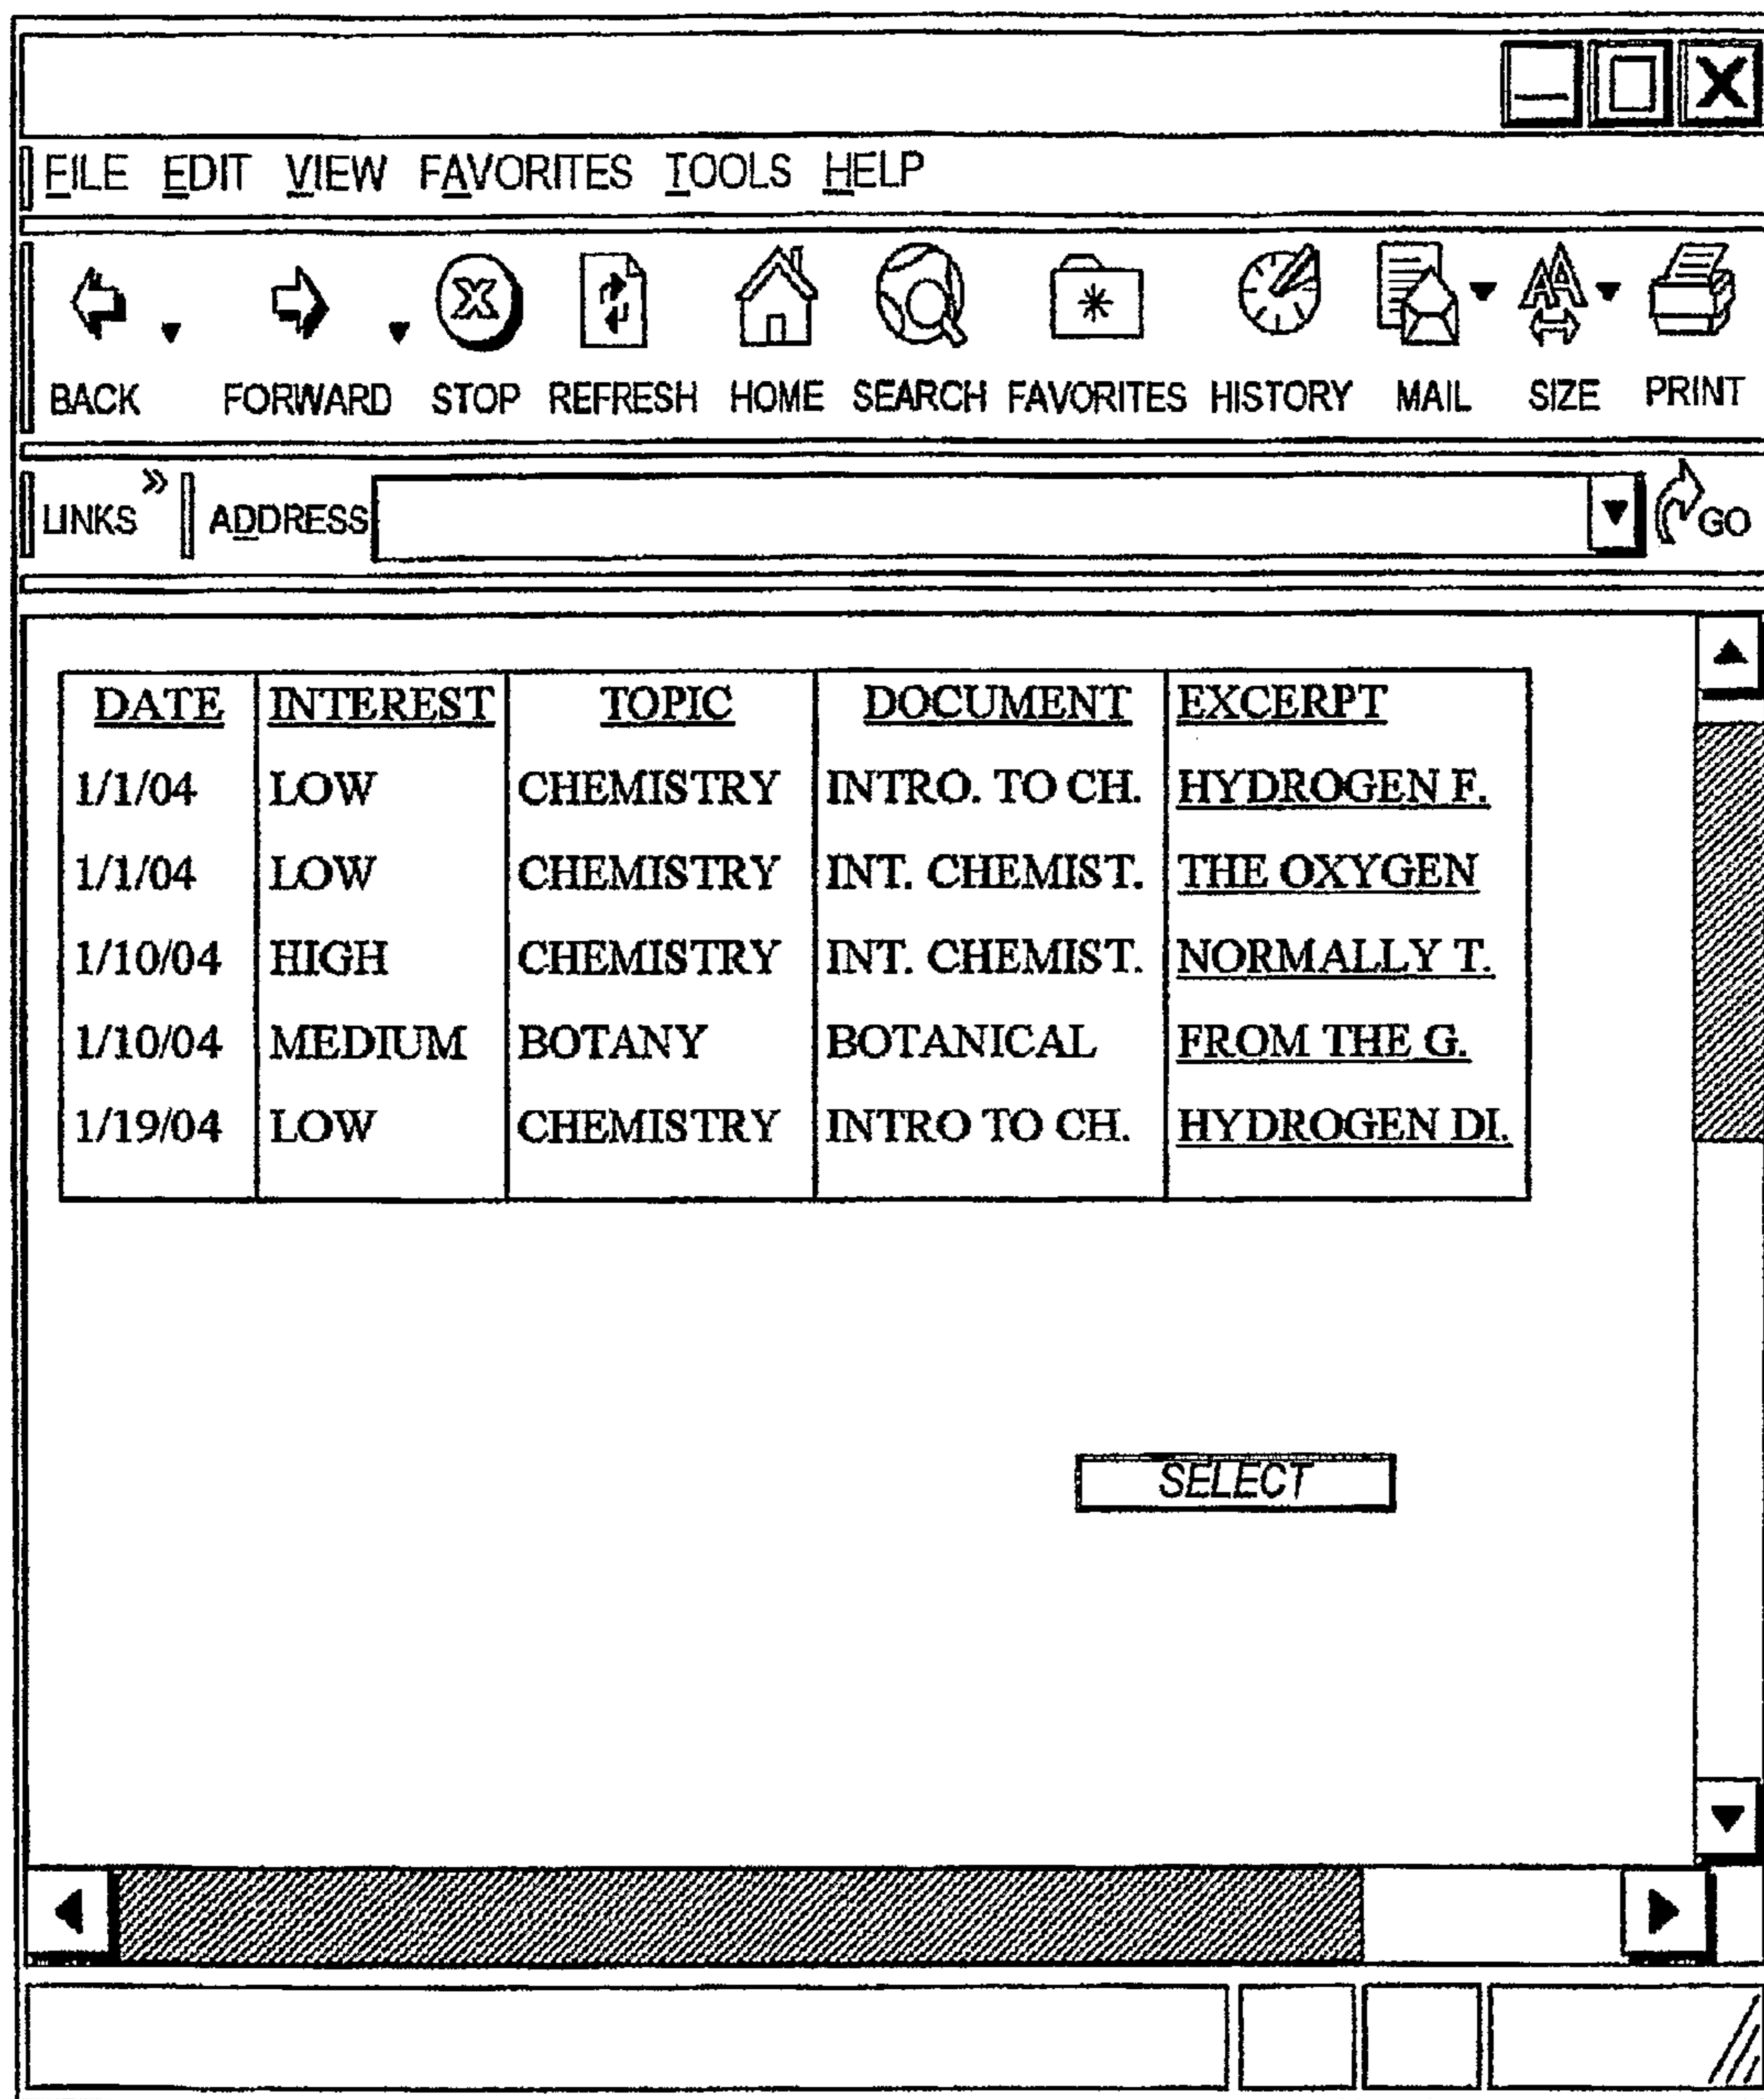 FILE EDIT VIEW FAVORITES TOOLS HELP
BACK FORWARD STOP REFRESH HOME SEARCH FAVORITES HISTORY MAIL SIZE PRINT
LINKS » ADDRESS GO
DATE INTEREST TOPIC DOCUMENT EXCERPT
1/1/04 LOW CHEMISTRY INTRO. TO CH. HYDROGEN F.
1/1/04 LOW CHEMISTRY INT. CHEMIST. THE OXYGEN
1/10/04 HIGH CHEMISTRY INT. CHEMIST. NORMALLY T.
1/10/04 MEDIUM BOTANY BOTANICAL FROM THE G.
1/19/04 LOW CHEMISTRY INTRO TO CH. HYDROGEN DI.
SELECT